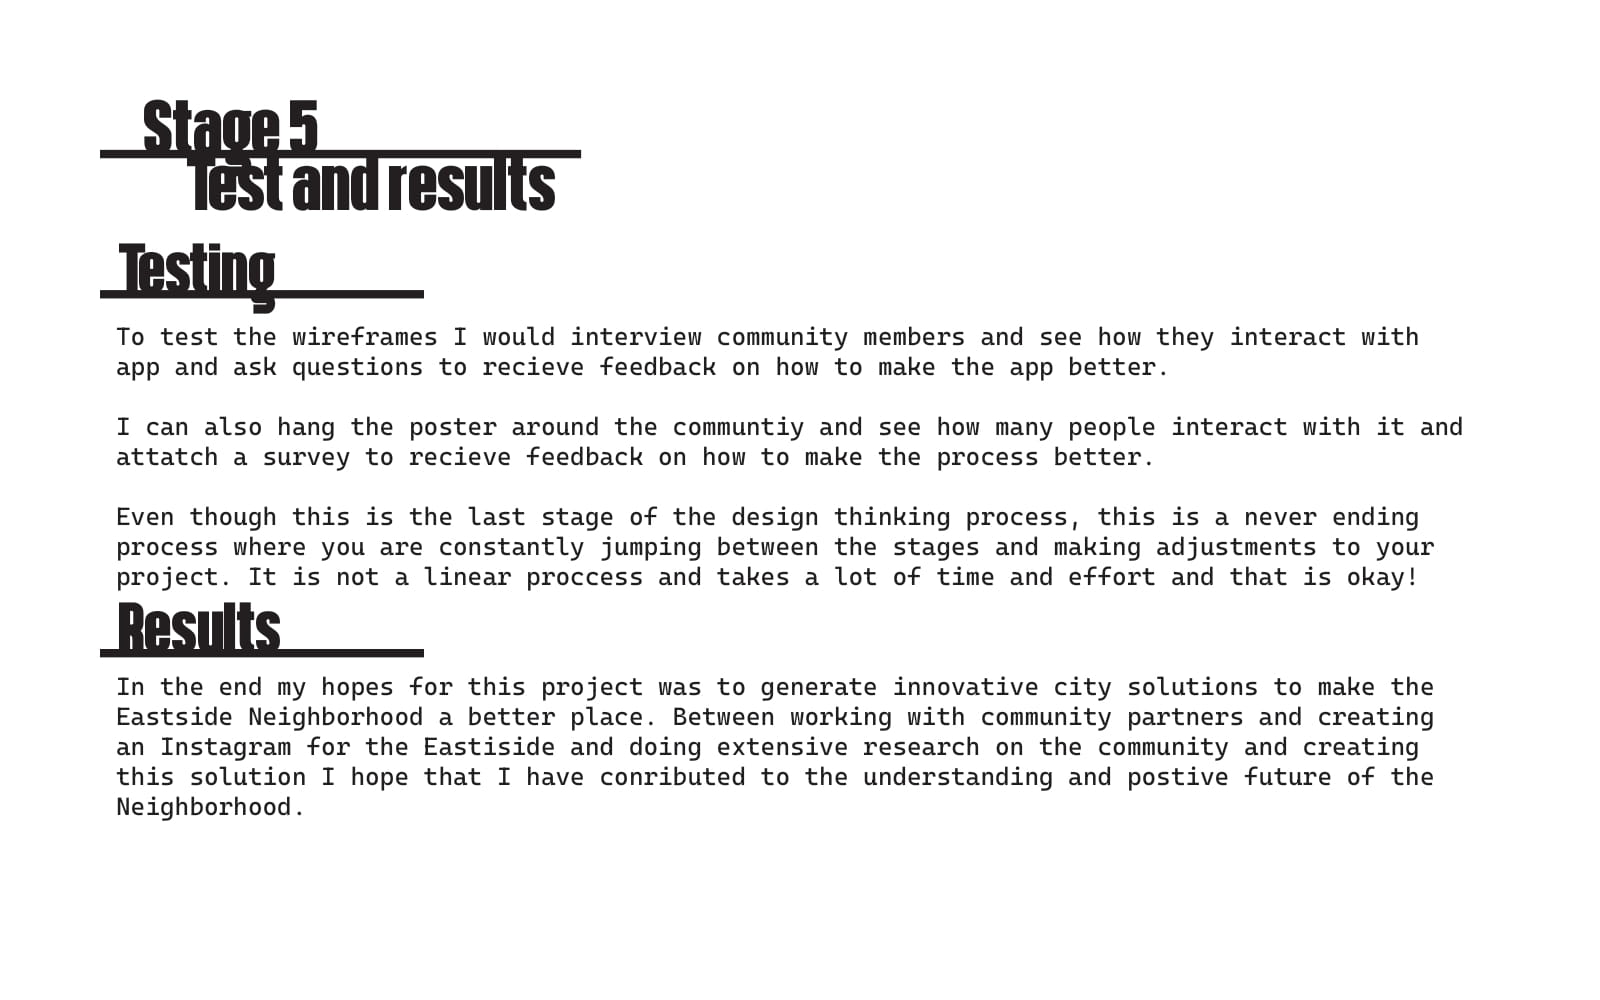 Stage 5
Test and results
Testing
To test the wireframes I would interview community members and see how they interact with
app and ask questions to recieve feedback on how to make the app better.
I can also hang the poster around the communtiy and see how many people interact with it and
attatch a survey to recieve feedback on how to make the process better.
Even though this is the last stage of the design thinking process, this is a never ending
process where you are constantly jumping between the stages and making adjustments to your
project. It is not a linear proccess and takes a lot of time and effort and that is okay!
Results
In the end my hopes for this project was to generate innovative city solutions to make the
Eastside Neighborhood a better place. Between working with community partners and creating
an Instagram for the Eastiside and doing extensive research on the community and creating
this solution I hope that I have conributed to the understanding and postive future of the
Neighborhood.